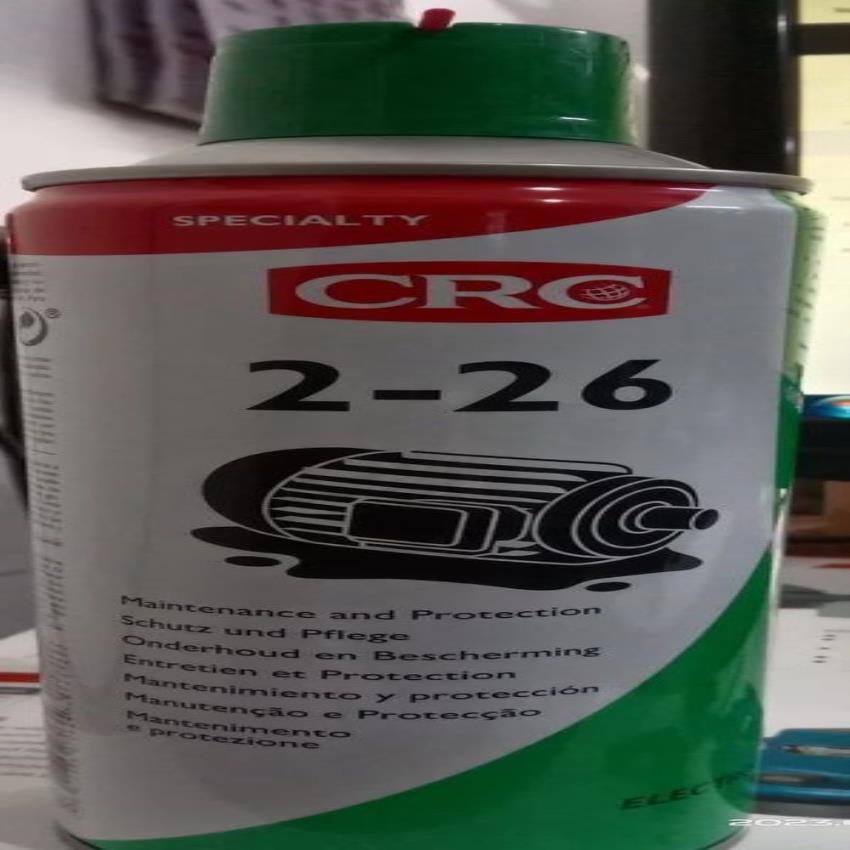 SPECIALTY
CRC
2-26
Maintenance and Protection
Schutz und Pflege
Onderhoud en Bescherming
Entretien et Protection
Mantenimiento y protección
Manutenção e Protecção
Mantenimento
e protezione